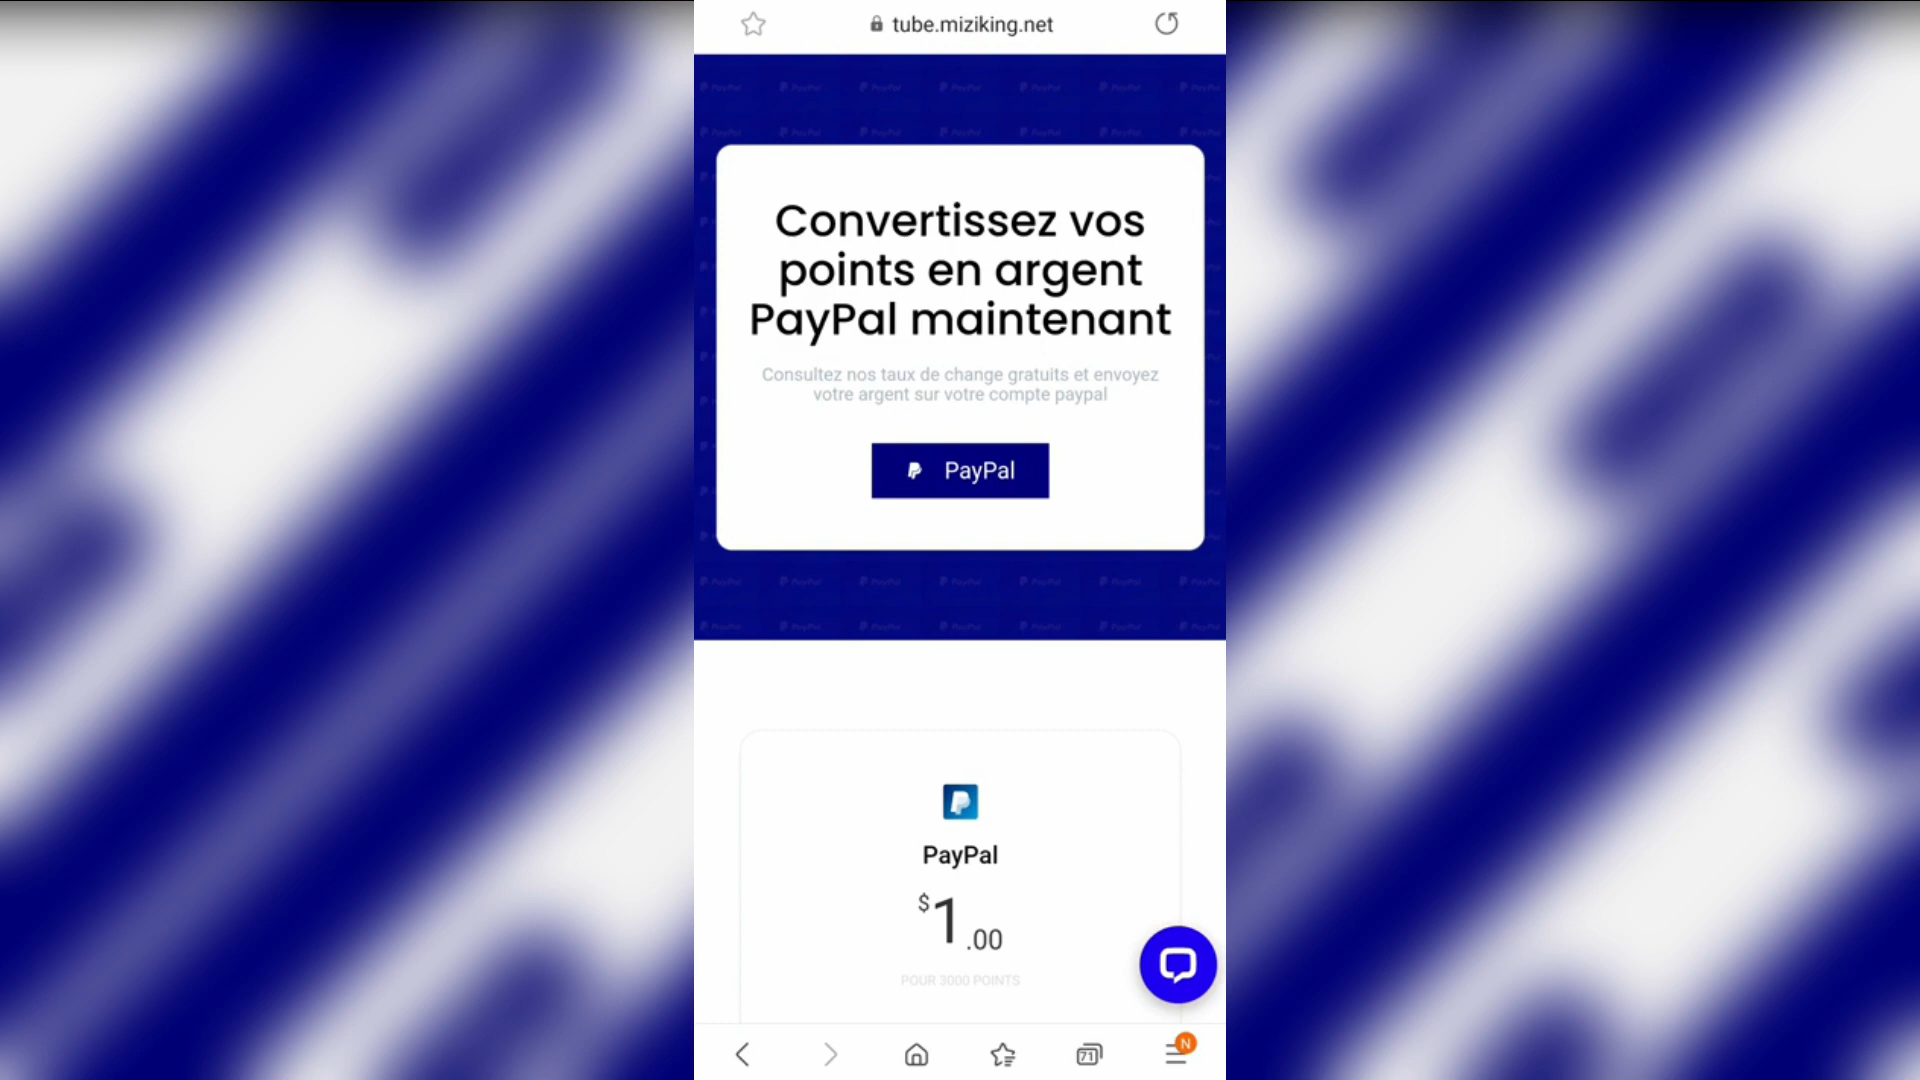 tube.miziking.net
Convertissez vos
points en argent
PayPal maintenant
Consultez nos taux de change gratuits et envoyez
votre argent sur votre compte paypal
PayPal
PayPal
$1.00
POUR 3000 POINTS
71
N